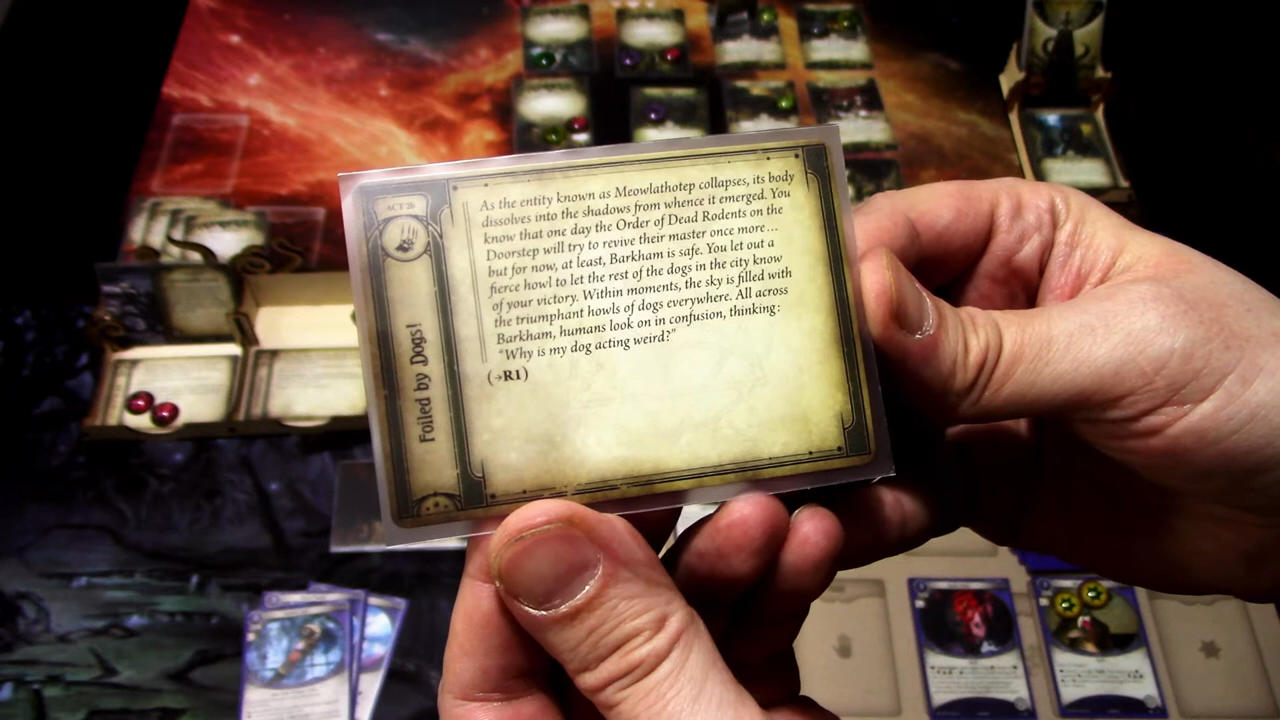 ACT 2b
Foiled by Dogs!
As the entity known as Meowlathotep collapses, its body
dissolves into the shadows from whence it emerged. You
know that one day the Order of Dead Rodents on the
Doorstep will try to revive their master once more…
but for now, at least, Barkham is safe. You let out a
fierce howl to let the rest of the dogs in the city know
of your victory. Within moments, the sky is filled with
the triumphant howls of dogs everywhere. All across
Barkham, humans look on in confusion, thinking:
“Why is my dog acting weird?”
(→R1)